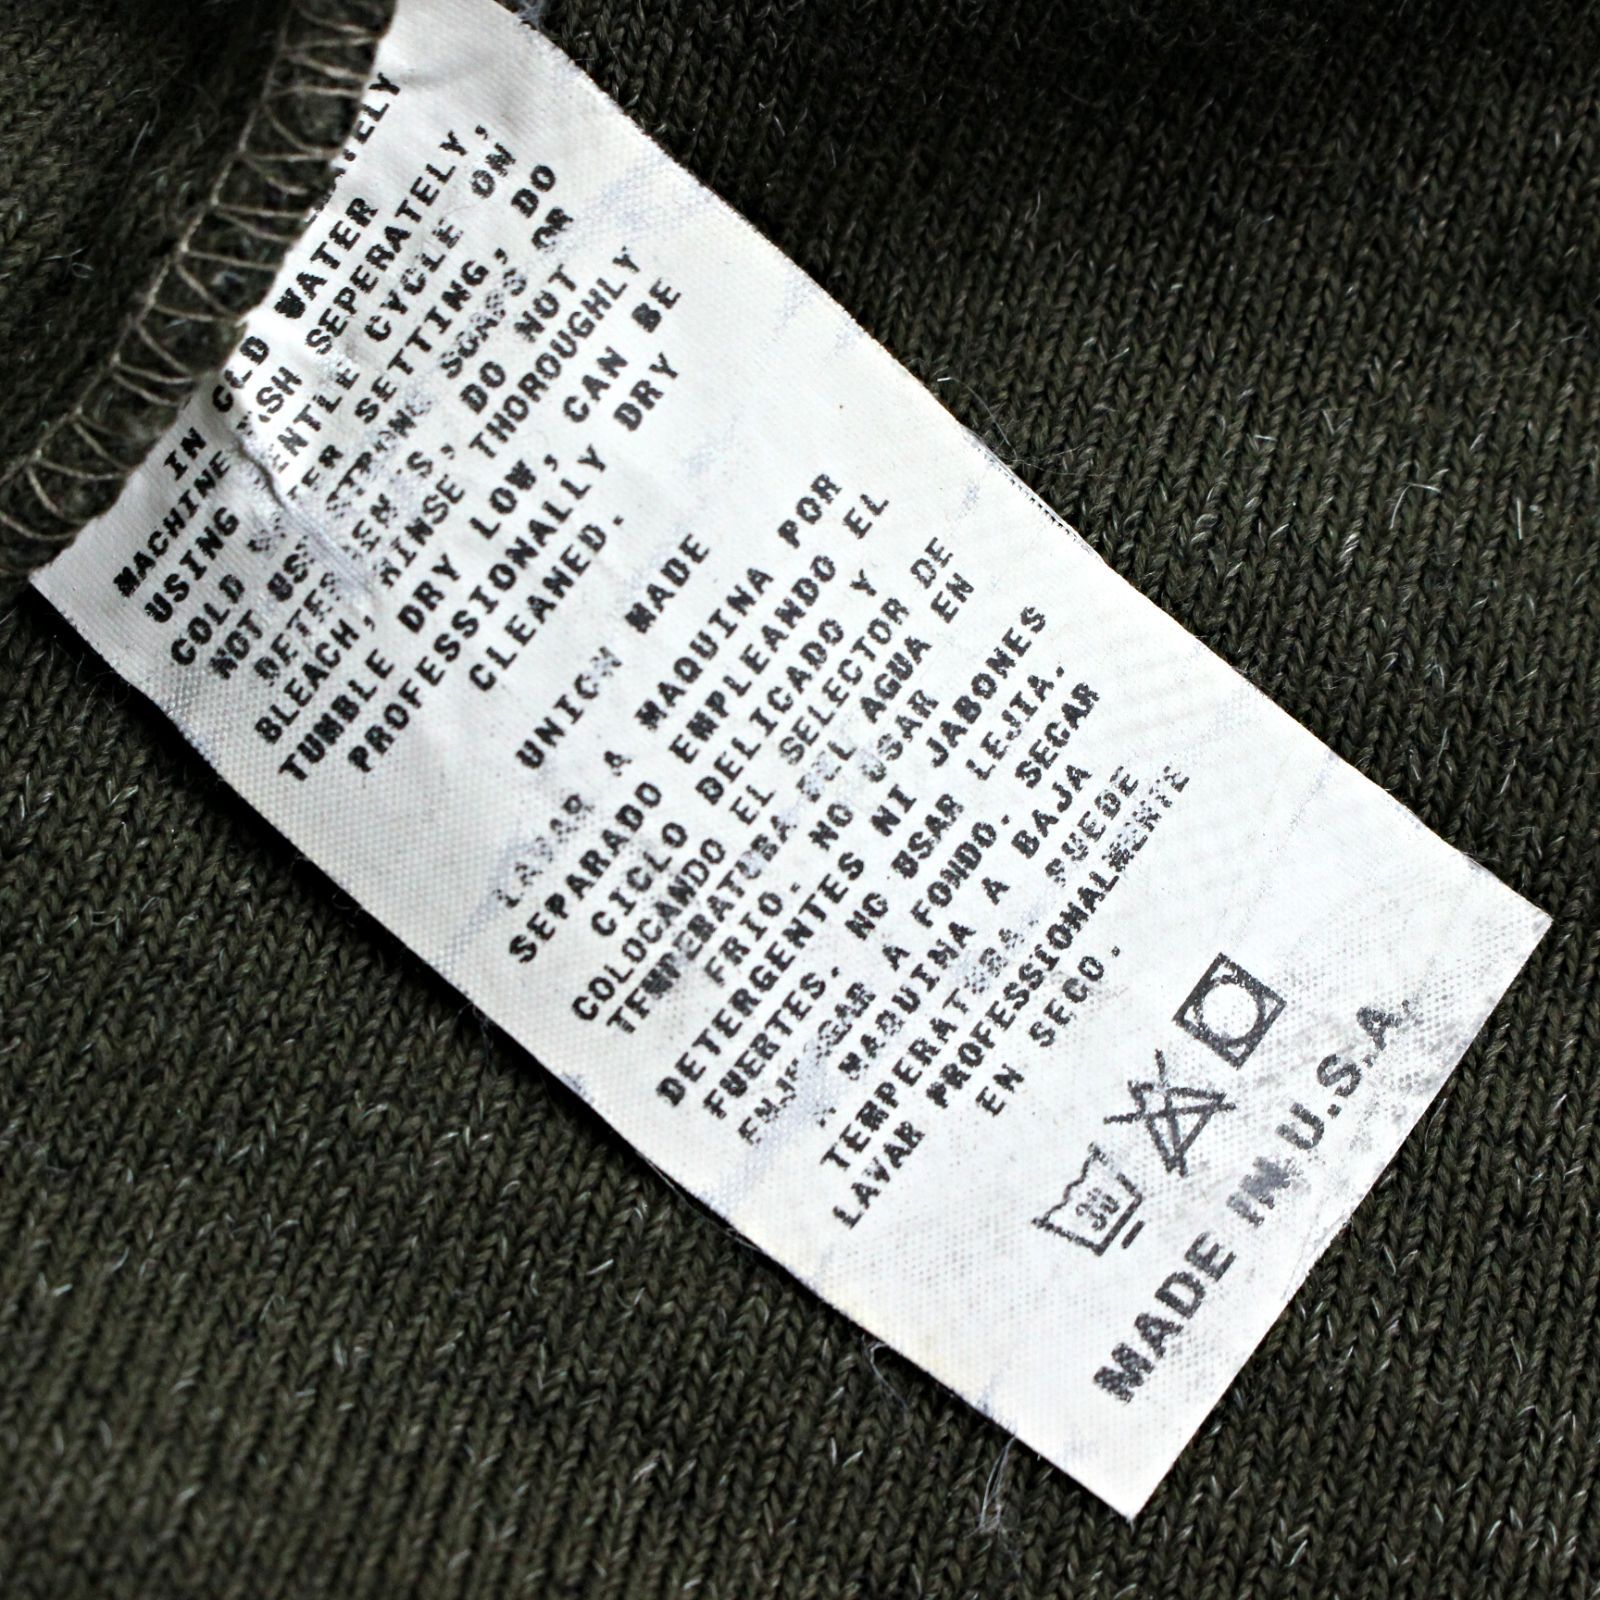 IN COLD WATER
MACHINE WASH SEPERATELY,
USING GENTLE CYCLE ON
COLD WATER SETTING, DO
NOT USE STRONG SOAPS OR
DETERGENTS, DO NOT
BLEACH, RINSE THOROUGHLY
TUMBLE DRY LOW, CAN BE
PROFESSIONALLY DRY
CLEANED.
UNION MADE
LAVAR A MAQUINA POR
SEPARADO EMPLEANDO EL
CICLO DELICADO Y
COLOCANDO EL SELECTOR DE
TEMPERATURA DEL AGUA EN
FRIO. NO USAR
DETERGENTES NI JABONES
FUERTES. NO USAR LEJIA.
ENJUAGAR A FONDO. SECAR
A MAQUINA A BAJA
TEMPERATURA. PUEDE
LAVAR PROFESSIONALMENTE
EN SECO.
30
MADE IN U.S.A.